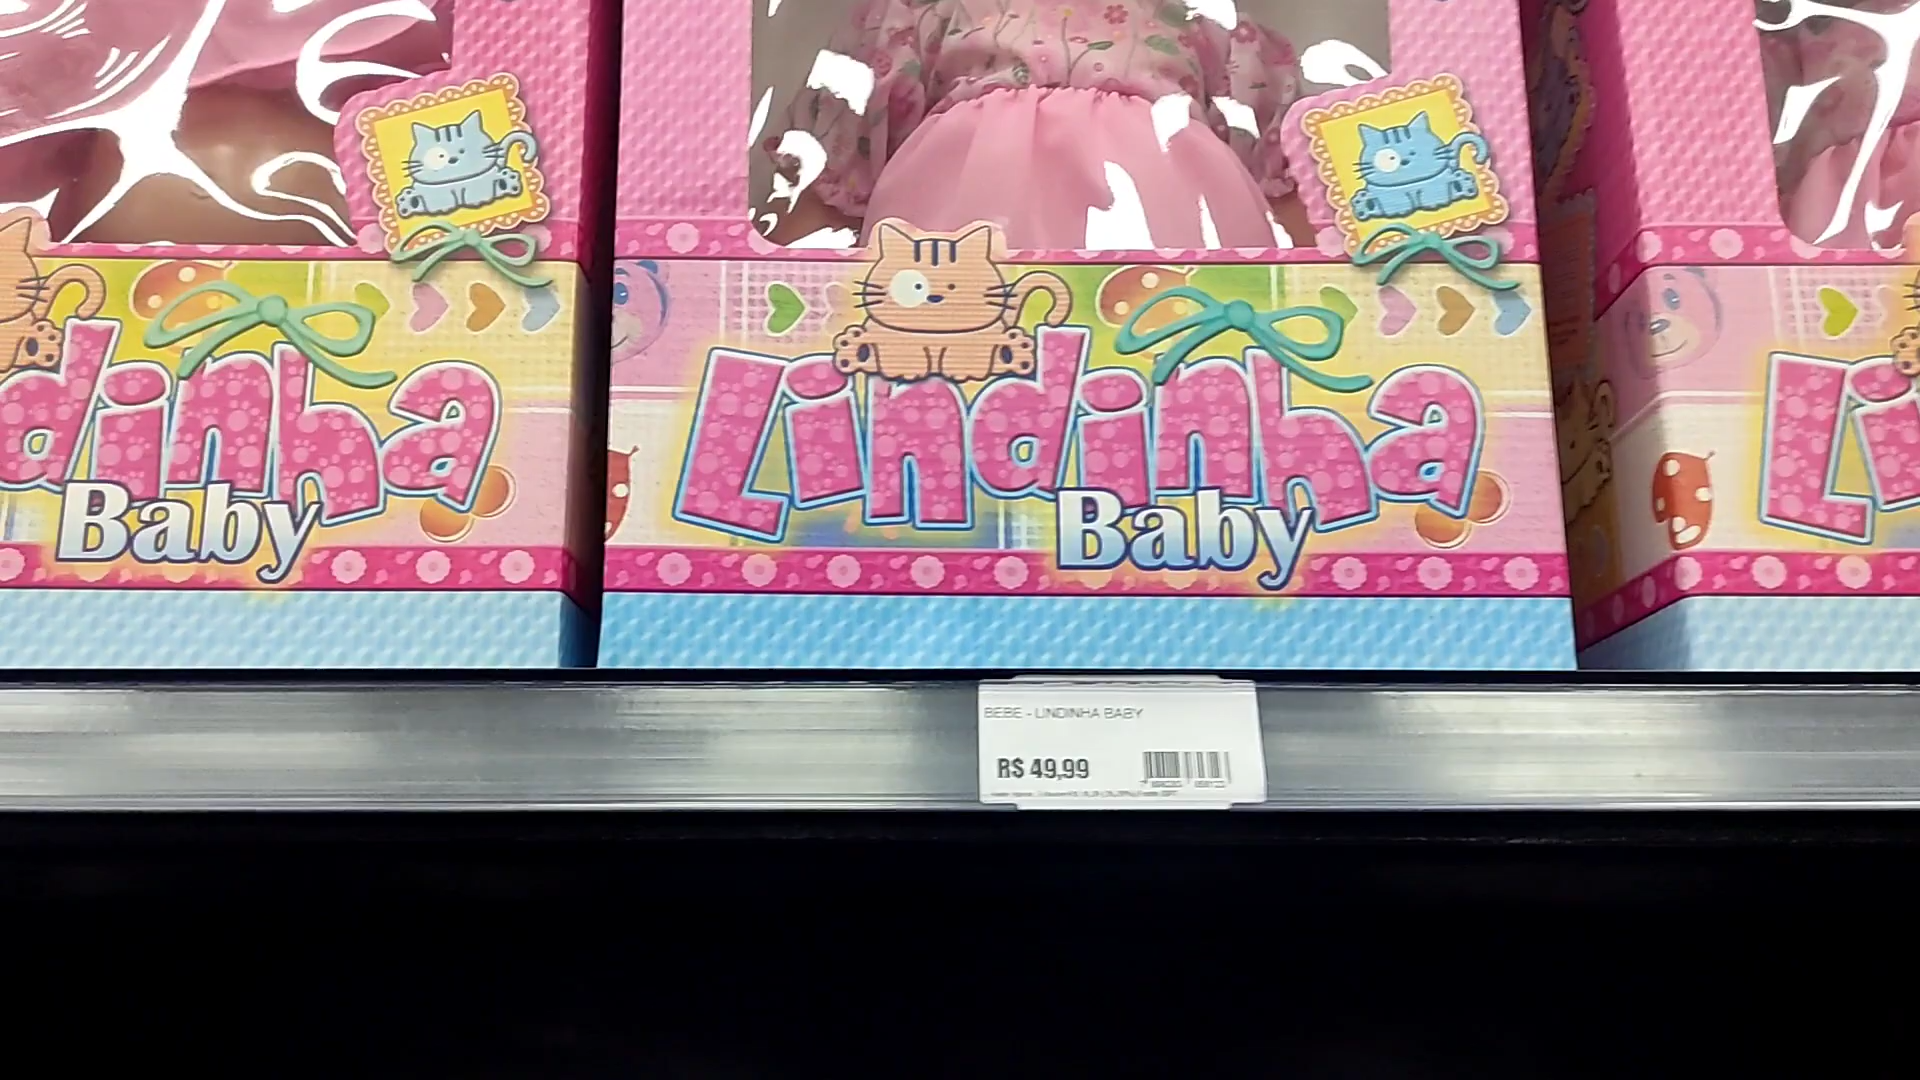 dinha
Baby
Lindinha
Baby
Li
BEBE - LINDINHA BABY
R$ 49,99